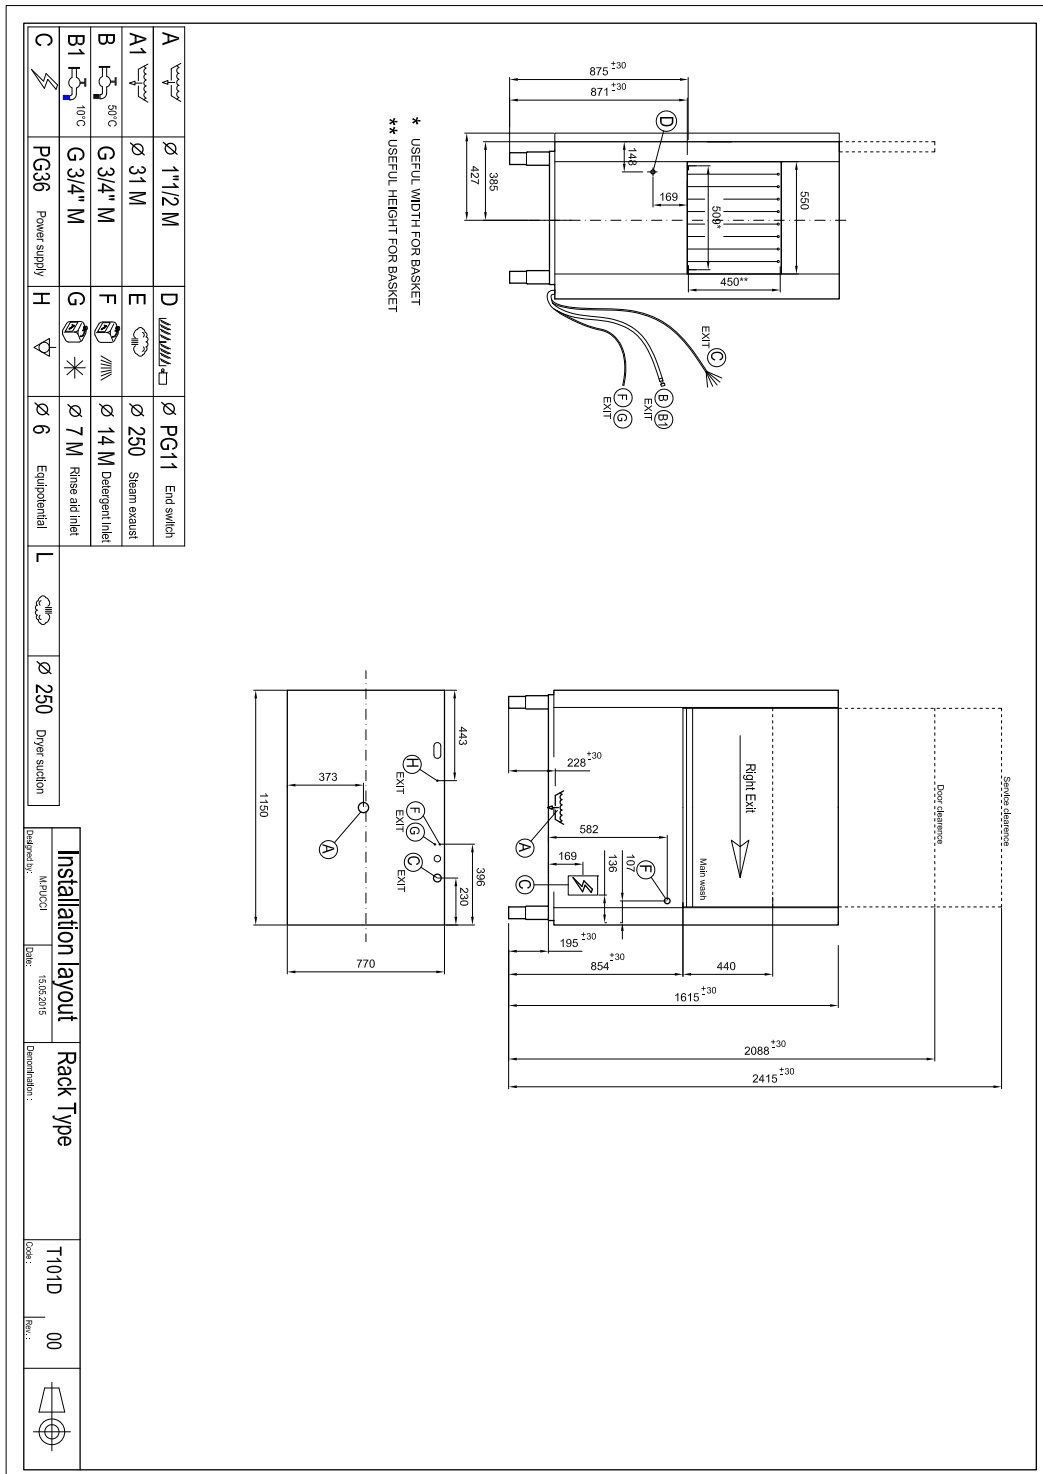 875 ±30
871 ±30
D
148
169
385
427
550
509*
450**
C
EXIT
B B1
EXIT
F G
EXIT
* USEFUL WIDTH FOR BASKET
** USEFUL HEIGHT FOR BASKET
Service clearence
Door clearence
Right Exit
Main wash
228 ±30
582
169
136
107
A
C
F
195 ±30
854 ±30
440
1615 ±30
2088 ±30
2415 ±30
443
H
EXIT
F
G
EXIT
C
EXIT
396
230
373
A
1150
770
A Ø 1"1/2 M D Ø PG11 End switch
A1 Ø 31 M E Ø 250 Steam exaust
B 50°C G 3/4" M F Ø 14 M Detergent inlet
B1 10°C G 3/4" M G Ø 7 M Rinse aid inlet
C PG36 Power supply H Ø 6 Equipotential L Ø 250 Dryer suction
Installation layout Rack Type T101D 00
Designed by: M.PUCCI Date: 15.05.2015 Denomination : Code : Rev. :